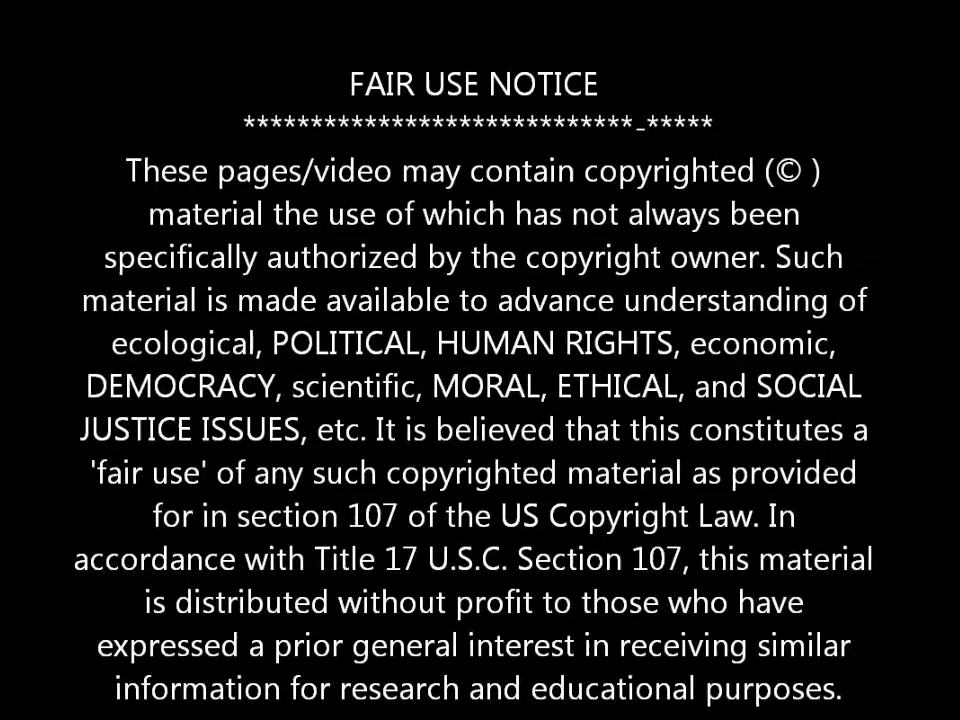 FAIR USE NOTICE
*****************************-*****
These pages/video may contain copyrighted (© )
material the use of which has not always been
specifically authorized by the copyright owner. Such
material is made available to advance understanding of
ecological, POLITICAL, HUMAN RIGHTS, economic,
DEMOCRACY, scientific, MORAL, ETHICAL, and SOCIAL
JUSTICE ISSUES, etc. It is believed that this constitutes a
'fair use' of any such copyrighted material as provided
for in section 107 of the US Copyright Law. In
accordance with Title 17 U.S.C. Section 107, this material
is distributed without profit to those who have
expressed a prior general interest in receiving similar
information for research and educational purposes.